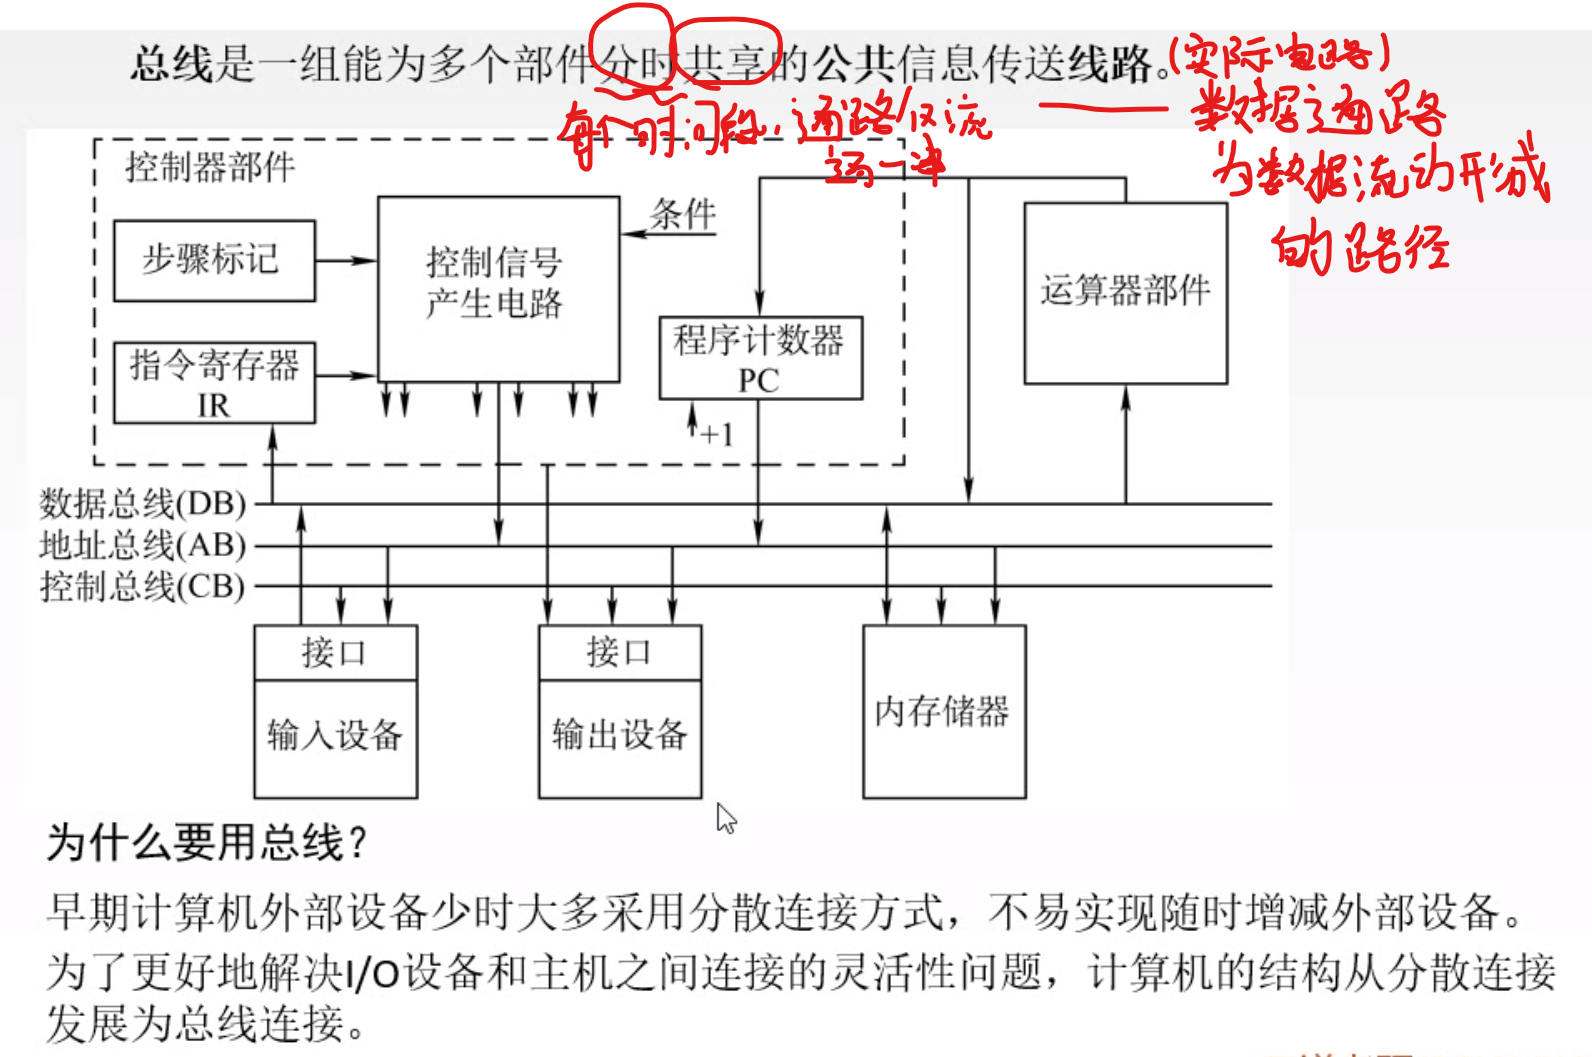 总线是一组能为多个部件分时共享的公共信息传送线路。(实际电路)
每个时间段,通路仅流 数据通路
为数据流动形成
的路径
控制器部件
条件
步骤标记
控制信号
产生电路
运算器部件
指令寄存器
IR
程序计数器
PC
+1
数据总线(DB)
地址总线(AB)
控制总线(CB)
接口 接口
输入设备 输出设备 内存储器
为什么要用总线?
早期计算机外部设备少时大多采用分散连接方式，不易实现随时增减外部设备。
为了更好地解决I/O设备和主机之间连接的灵活性问题，计算机的结构从分散连接
发展为总线连接。